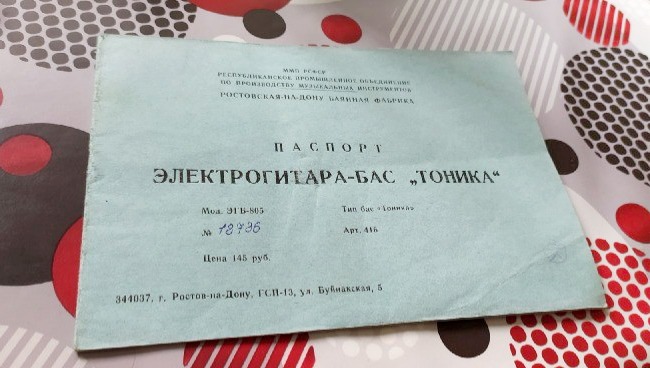 ММП РСФСР
РЕСПУБЛИКАНСКОЕ ПРОМЫШЛЕННОЕ ОБЪЕДИНЕНИЕ
ПО ПРОИЗВОДСТВУ МУЗЫКАЛЬНЫХ ИНСТРУМЕНТОВ
РОСТОВСКАЯ-НА-ДОНУ БАЯННАЯ ФАБРИКА
ПАСПОРТ
ЭЛЕКТРОГИТАРА-БАС „ТОНИКА“
Мод. ЭГБ-805 Тип бас «Тоника»
№ 12736 Арт. 416
Цена 145 руб.
344037, г. Ростов-на-Дону, ГСП-13, ул. Буйнакская, 5